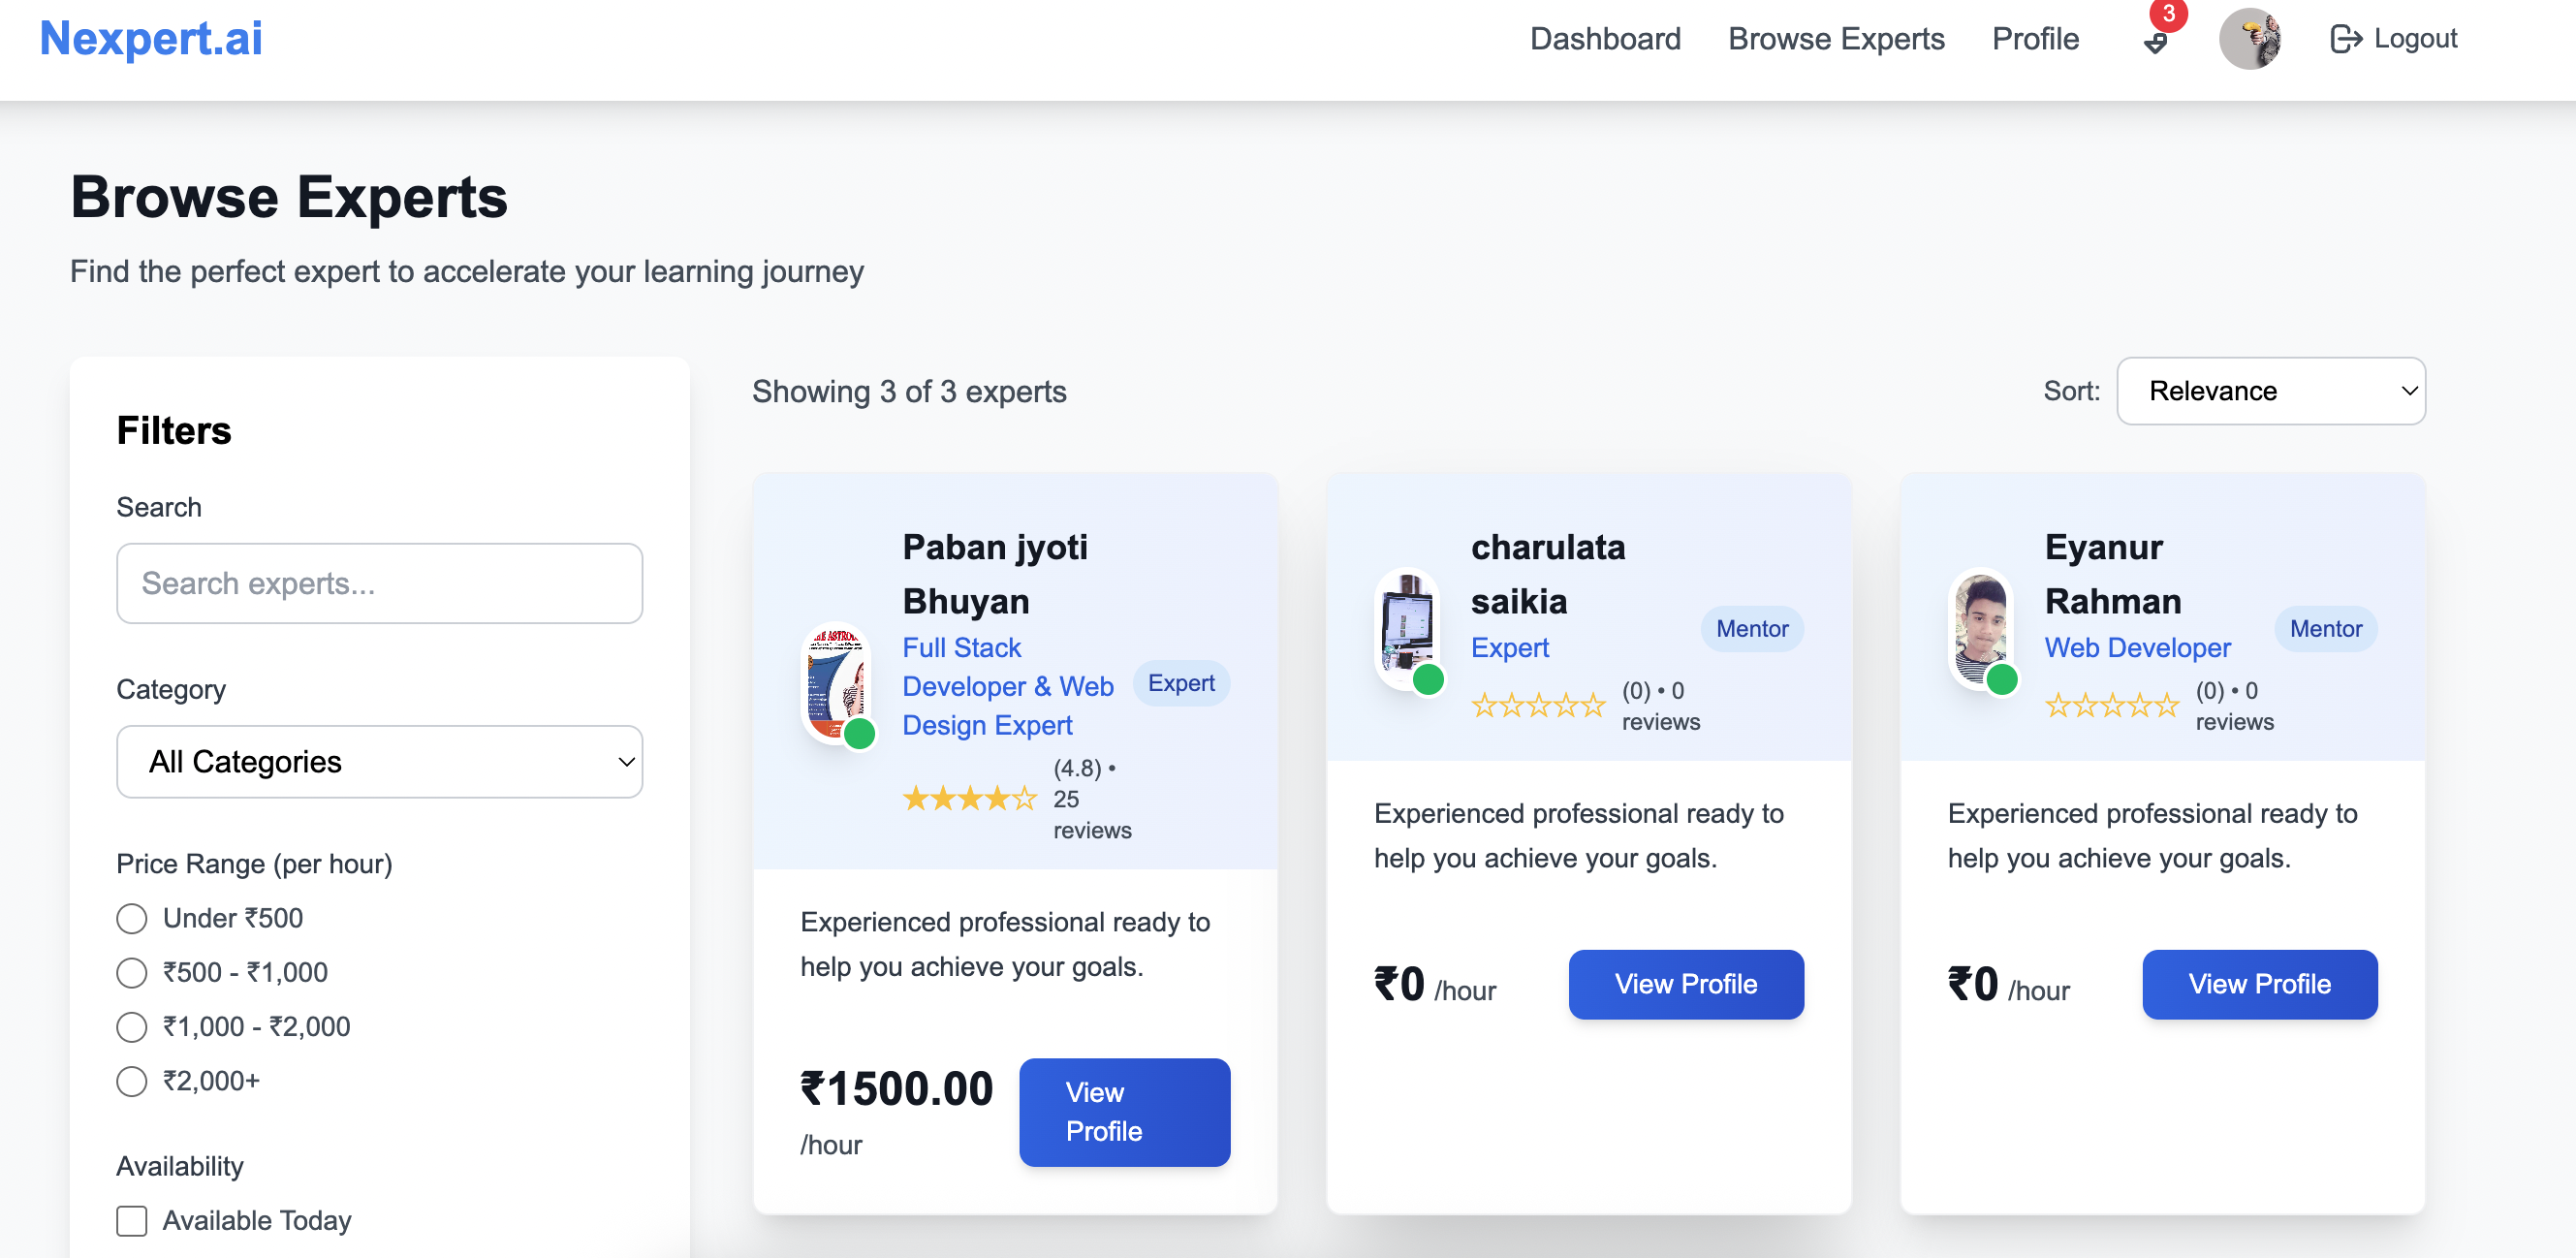 Nexpert.ai
Dashboard
Browse Experts
Profile
3
Logout
Browse Experts
Find the perfect expert to accelerate your learning journey
Filters
Search
Search experts...
Category
All Categories
Price Range (per hour)
Under ₹500
₹500 - ₹1,000
₹1,000 - ₹2,000
₹2,000+
Availability
Available Today
Showing 3 of 3 experts
Sort:
Relevance
Paban jyoti
Bhuyan
Full Stack
Developer & Web
Design Expert
Expert
(4.8) •
25
reviews
Experienced professional ready to
help you achieve your goals.
₹1500.00
/hour
View
Profile
charulata
saikia
Expert
Mentor
(0) • 0
reviews
Experienced professional ready to
help you achieve your goals.
₹0 /hour
View Profile
Eyanur
Rahman
Web Developer
Mentor
(0) • 0
reviews
Experienced professional ready to
help you achieve your goals.
₹0 /hour
View Profile